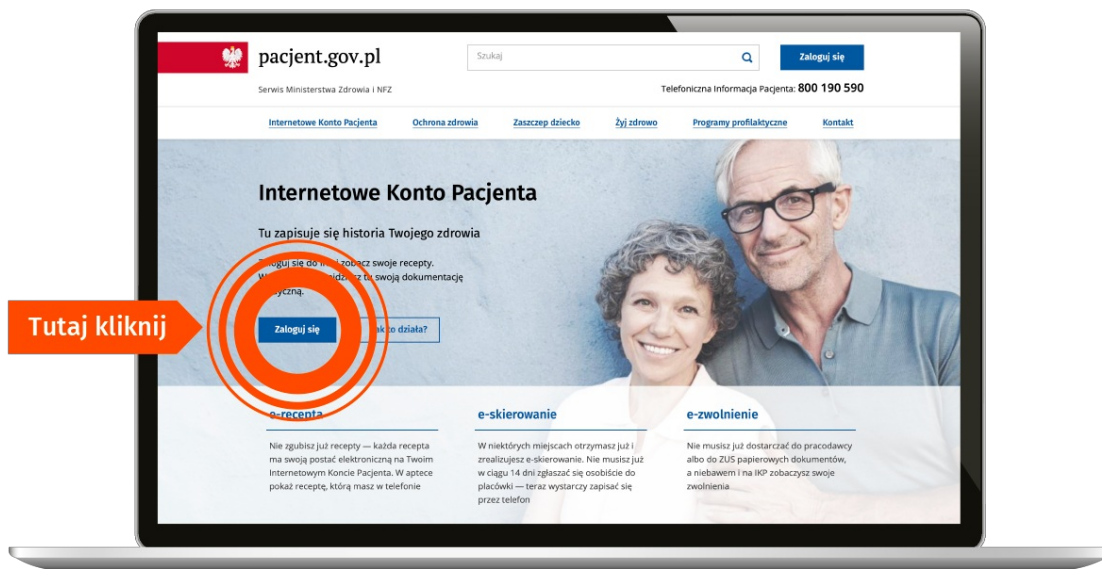 pacjent.gov.pl
Szukaj
Zaloguj się
Serwis Ministerstwa Zdrowia i NFZ
Telefoniczna Informacja Pacjenta: 800 190 590
Internetowe Konto Pacjenta
Ochrona zdrowia
Zaszczep dziecko
Żyj zdrowo
Programy profilaktyczne
Kontakt
Internetowe Konto Pacjenta
Tu zapisuje się historia Twojego zdrowia
się do zobacz swoje recepty.
tu swoją dokumentację
Tutaj kliknij
Zaloguj się
działa?
e-recepta
Nie zgubisz już recepty — każda recepta
ma swoją postać elektroniczną na Twoim
Internetowym Koncie Pacjenta. W aptece
pokaż receptę, którą masz w telefonie
e-skierowanie
W niektórych miejscach otrzymasz już i
zrealizujesz e-skierowanie. Nie musisz już
w ciągu 14 dni zgłaszać się osobiście do
placówki — teraz wystarczy zapisać się
przez telefon
e-zwolnienie
Nie musisz już dostarczać do pracodawcy
albo do ZUS papierowych dokumentów,
a niebawem i na IKP zobaczysz swoje
zwolnienia